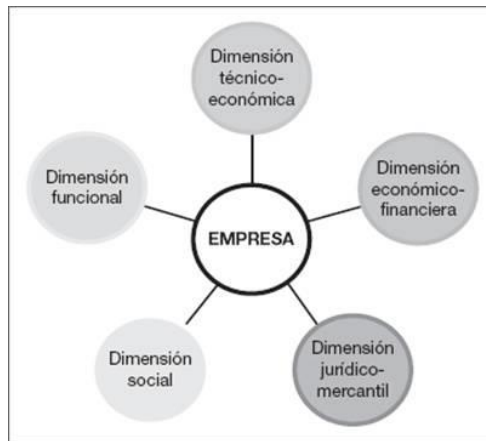 Dimensión
técnico-
económica
Dimensión
funcional
Dimensión
económico-
financiera
EMPRESA
Dimensión
social
Dimensión
jurídico-
mercantil